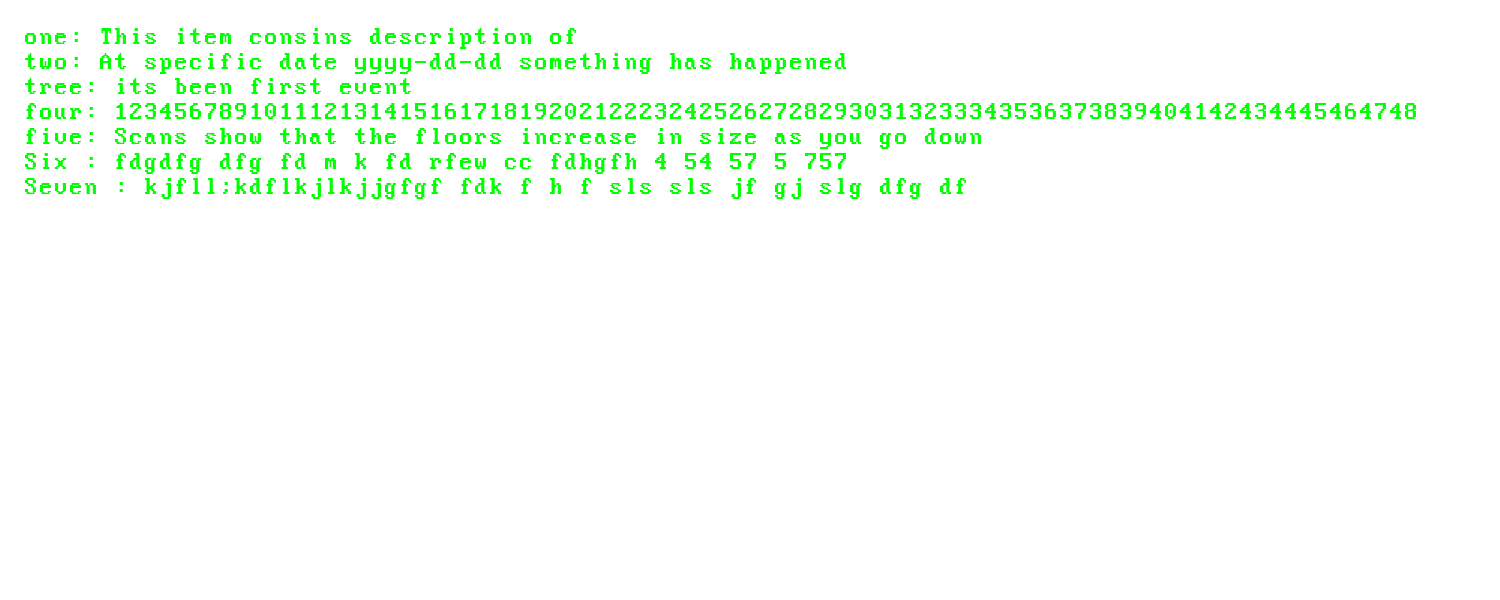 one: This item consins description of
two: At specific date yyyy-dd-dd something has happened
tree: its been first event
four: 123456789101112131415161718192021222324252627282930313233343536373839404142434445464748
five: Scans show that the floors increase in size as you go down
Six : fdgdfg dfg fd m k fd rfew cc fdhgfh 4 54 57 5 757
Seven : kjfll;kdflkjlkjjgfgf fdk f h f sls sls jf gj slg dfg df